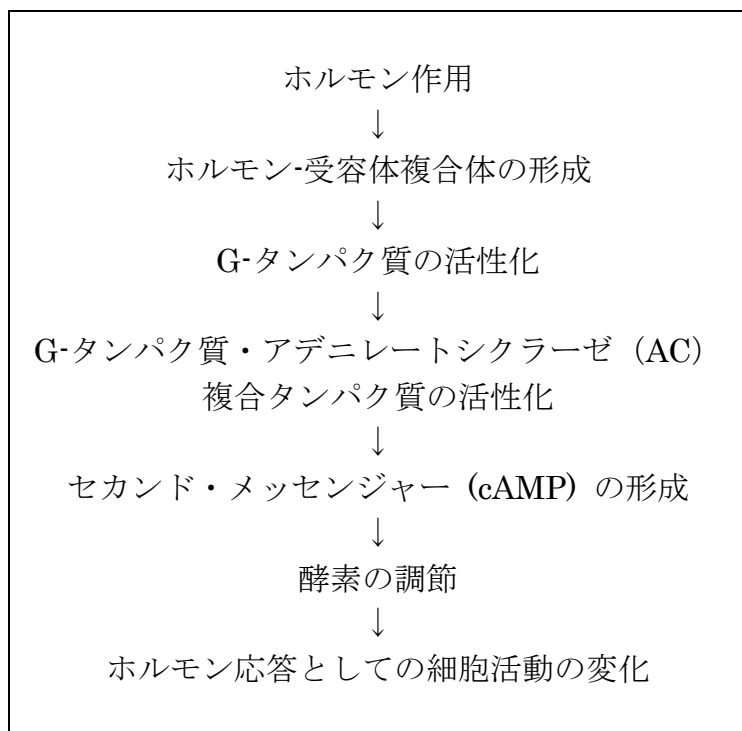 ホルモン作用
↓
ホルモン-受容体複合体の形成
↓
G-タンパク質の活性化
↓
G-タンパク質・アデニレートシクラーゼ（AC）
複合タンパク質の活性化
↓
セカンド・メッセンジャー (cAMP) の形成
↓
酵素の調節
↓
ホルモン応答としての細胞活動の変化